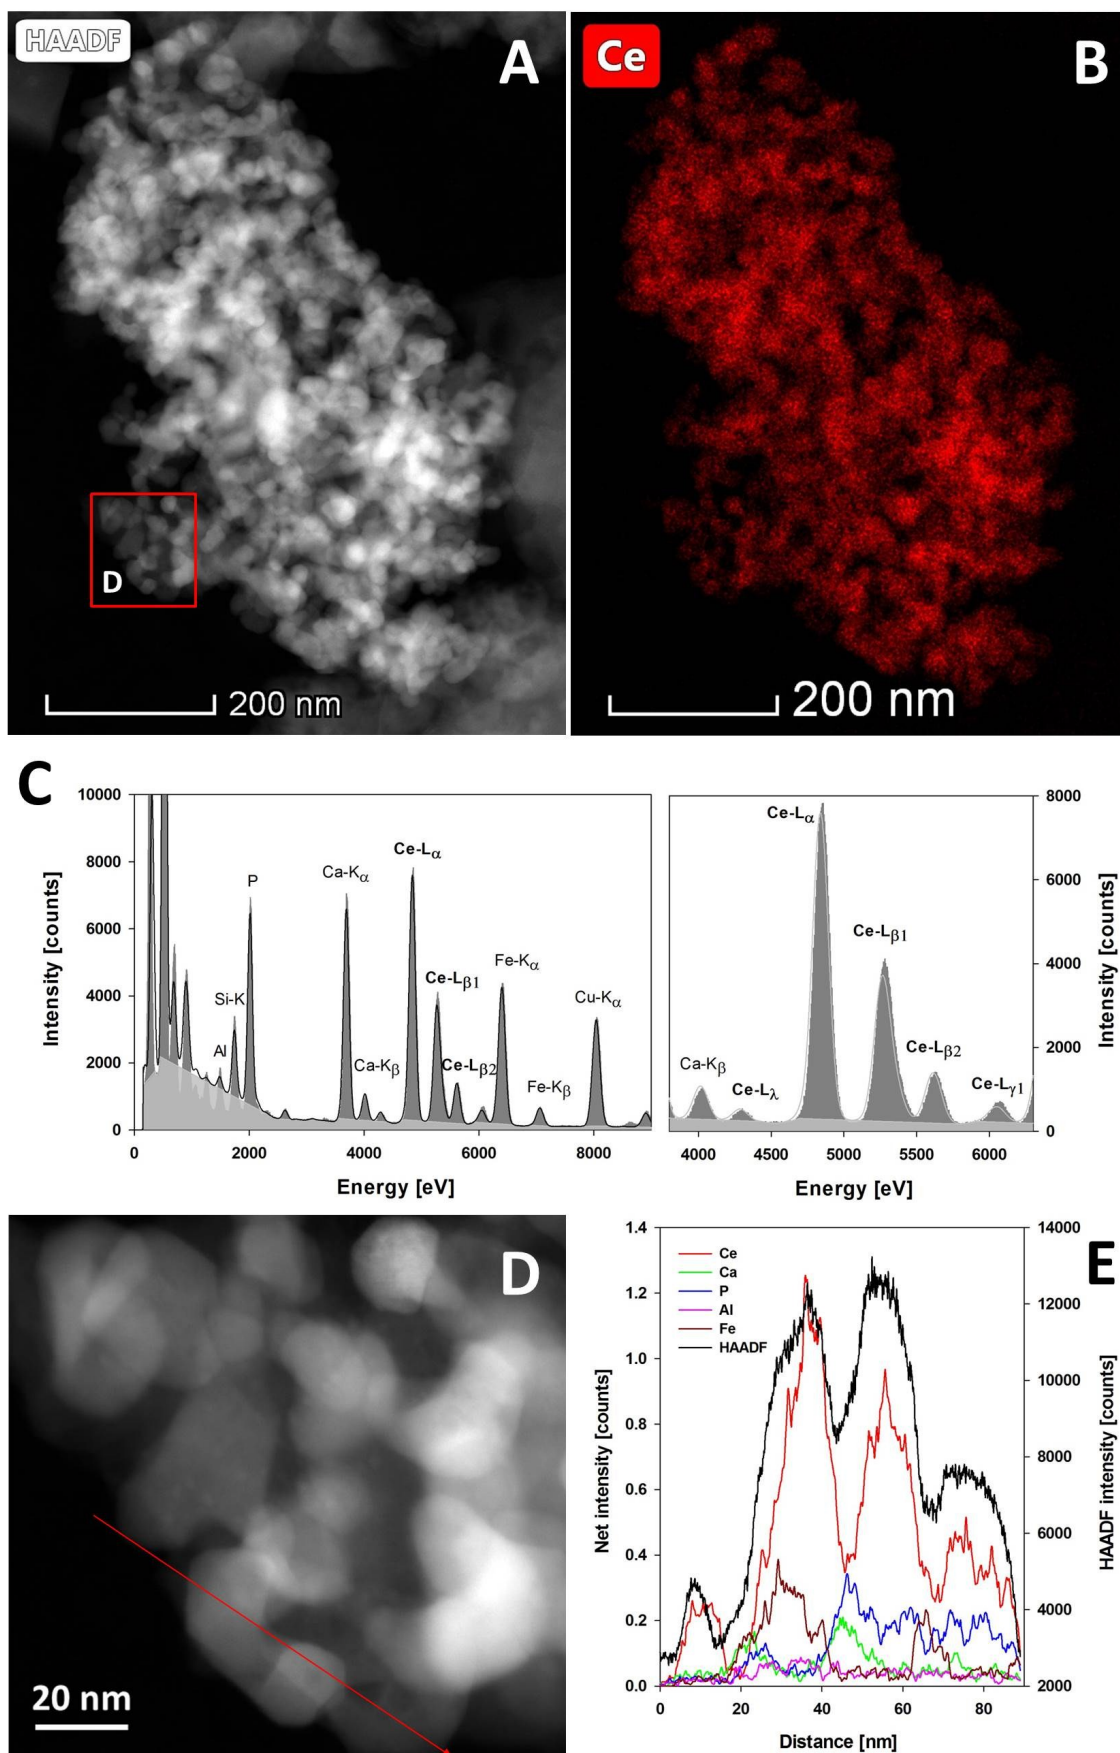 HAADF
A
Ce
B
D
200 nm
200 nm
C
10000
8000
6000
4000
2000
0
Intensity [counts]
P
Si-K
Al
Ca-Kα
Ca-Kβ
Ce-Lα
Ce-Lβ1
Ce-Lβ2
Fe-Kα
Fe-Kβ
Cu-Kα
0 2000 4000 6000 8000
Energy [eV]
Ce-Lα
Ce-Lβ1
Ce-Lβ2
Ca-Kβ
Ce-Lλ
Ce-Lγ1
8000
6000
4000
2000
0
Intensity [counts]
4000 4500 5000 5500 6000
Energy [eV]
D
20 nm
E
1.4
1.2
1.0
0.8
0.6
0.4
0.2
0.0
Net intensity [counts]
Ce
Ca
P
Al
Fe
HAADF
14000
12000
10000
8000
6000
4000
2000
HAADF intensity [counts]
0 20 40 60 80
Distance [nm]